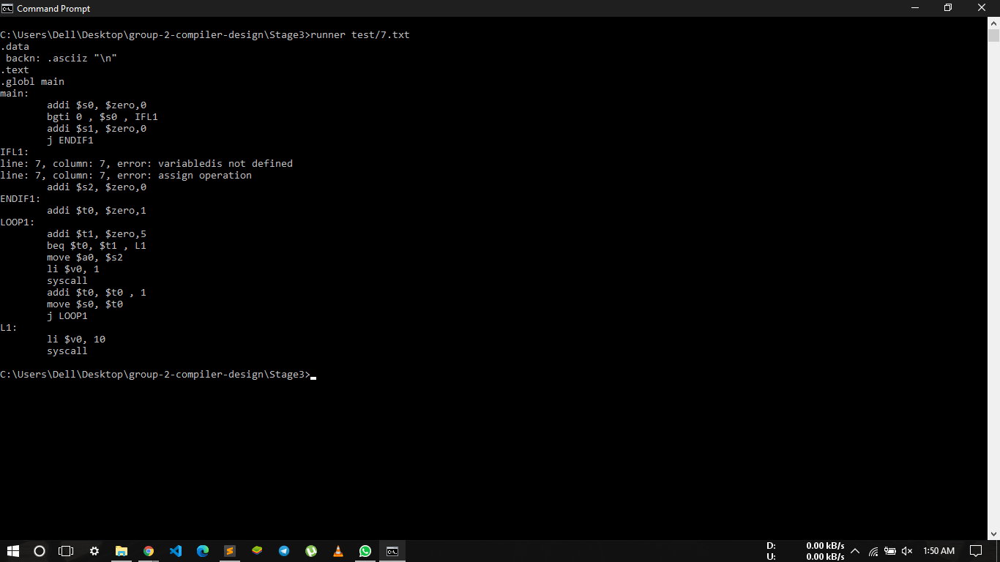 Command Prompt
C:\Users\Dell\Desktop\group-2-compiler-design\Stage3>runner test/7.txt
.data
 backn: .asciiz "\n"
.text
.globl main
main:
        addi $s0, $zero,0
        bgti 0 , $s0 , IFL1
        addi $s1, $zero,0
        j ENDIF1
IFL1:
line: 7, column: 7, error: variabledis not defined
line: 7, column: 7, error: assign operation
        addi $s2, $zero,0
ENDIF1:
        addi $t0, $zero,1
LOOP1:
        addi $t1, $zero,5
        beq $t0, $t1 , L1
        move $a0, $s2
        li $v0, 1
        syscall
        addi $t0, $t0 , 1
        move $s0, $t0
        j LOOP1
L1:
        li $v0, 10
        syscall
C:\Users\Dell\Desktop\group-2-compiler-design\Stage3>
D: 0.00 kB/s
U: 0.00 kB/s
1:50 AM